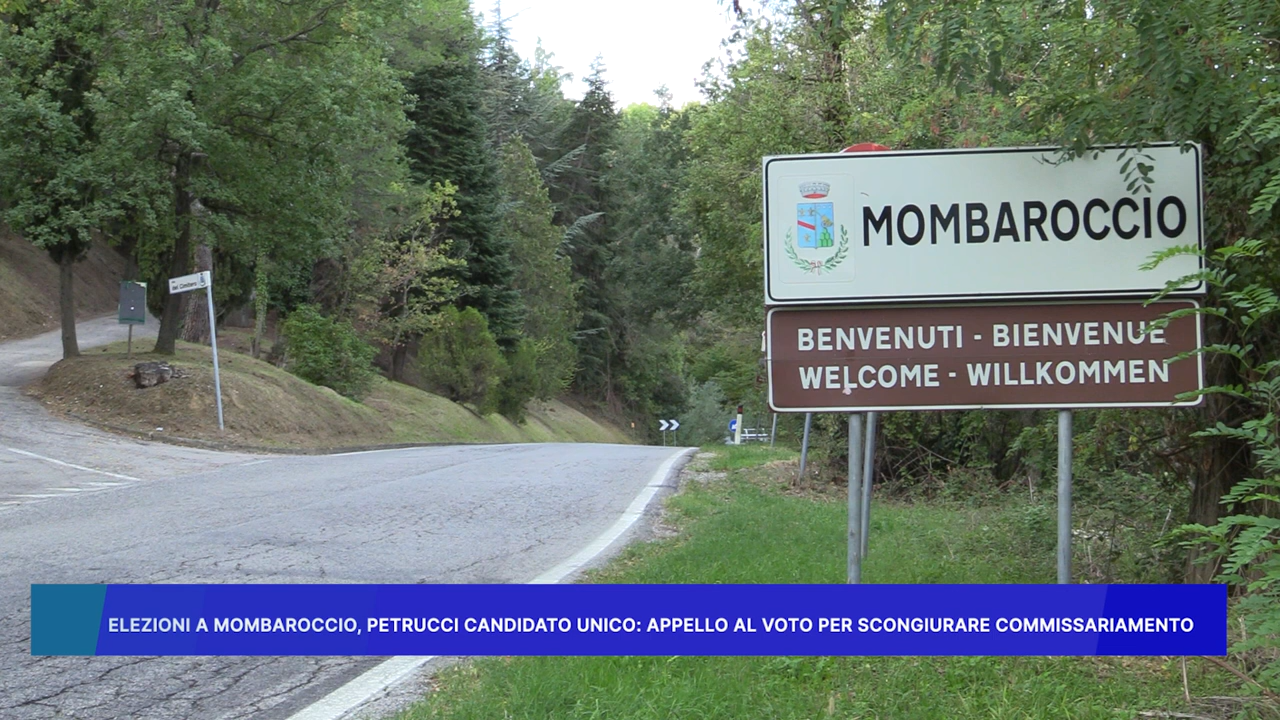 MOMBAROCCIO
BENVENUTI - BIENVENUE
WELCOME - WILLKOMMEN
ELEZIONI A MOMBAROCCIO, PETRUCCI CANDIDATO UNICO: APPELLO AL VOTO PER SCONGIURARE COMMISSARIAMENTO